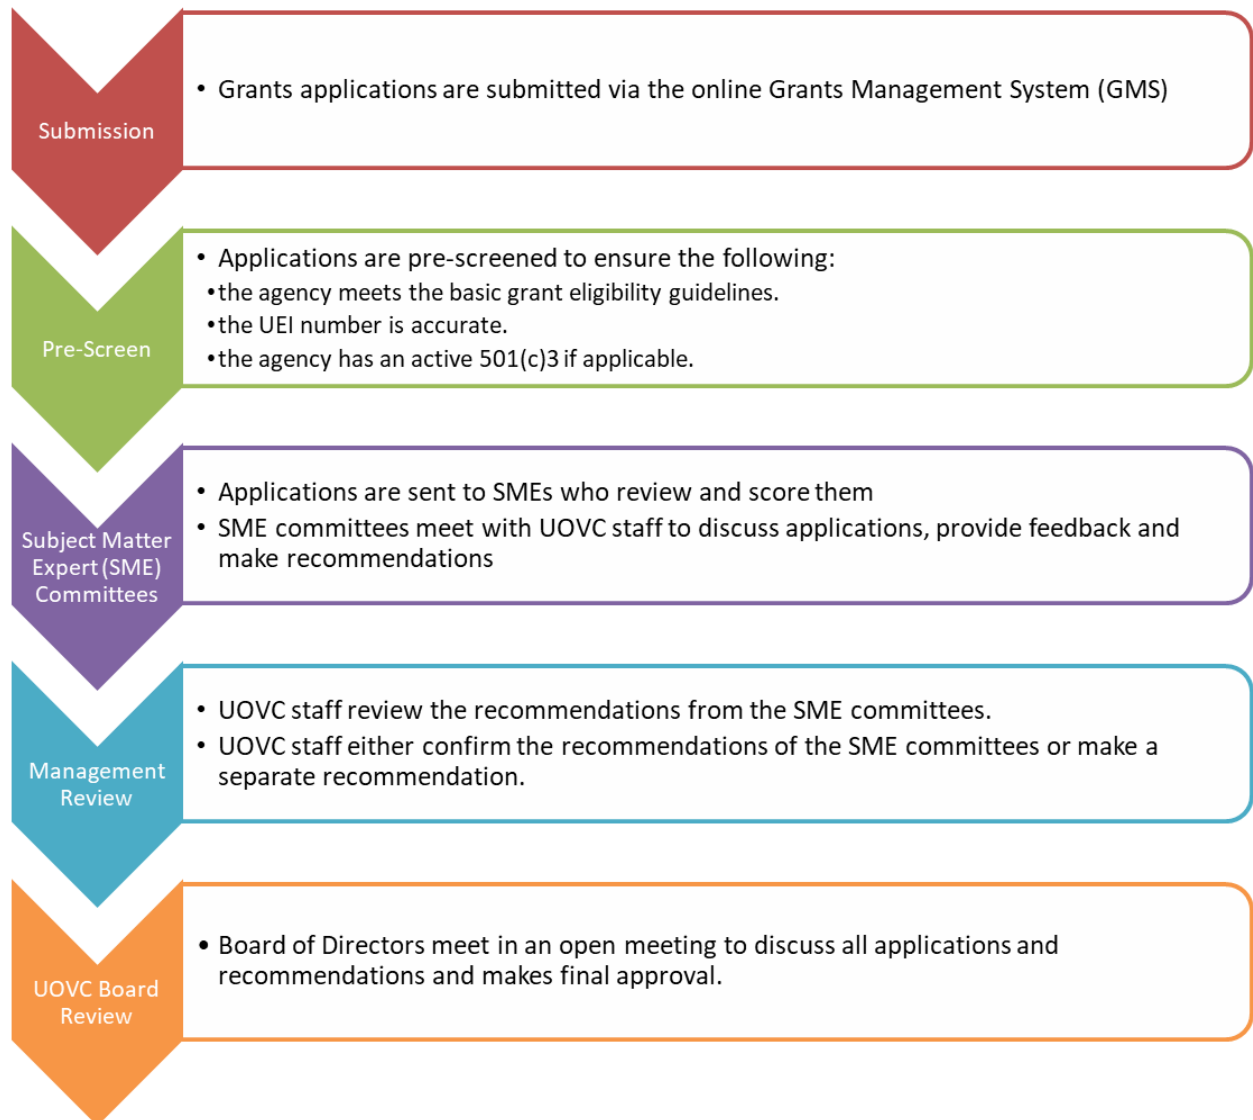 Submission
• Grants applications are submitted via the online Grants Management System (GMS)
Pre-Screen
• Applications are pre-screened to ensure the following:
•the agency meets the basic grant eligibility guidelines.
•the UEI number is accurate.
•the agency has an active 501(c)3 if applicable.
Subject Matter
Expert (SME)
Committees
• Applications are sent to SMEs who review and score them
• SME committees meet with UOVC staff to discuss applications, provide feedback and
make recommendations
Management
Review
• UOVC staff review the recommendations from the SME committees.
• UOVC staff either confirm the recommendations of the SME committees or make a
separate recommendation.
UOVC Board
Review
• Board of Directors meet in an open meeting to discuss all applications and
recommendations and makes final approval.